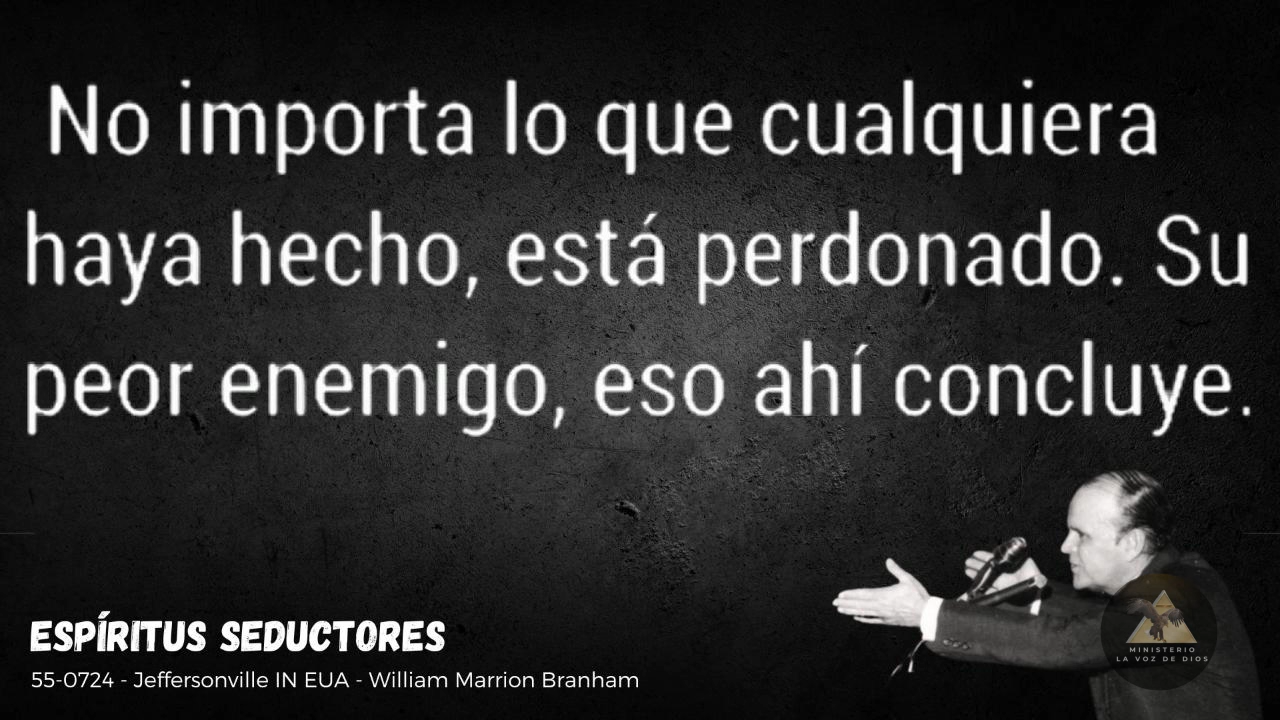 No importa lo que cualquiera
haya hecho, está perdonado. Su
peor enemigo, eso ahí concluye.
ESPÍRITUS SEDUCTORES
55-0724 - Jeffersonville IN EUA - William Marrion Branham
MINISTERIO
LA VOZ DE DIOS